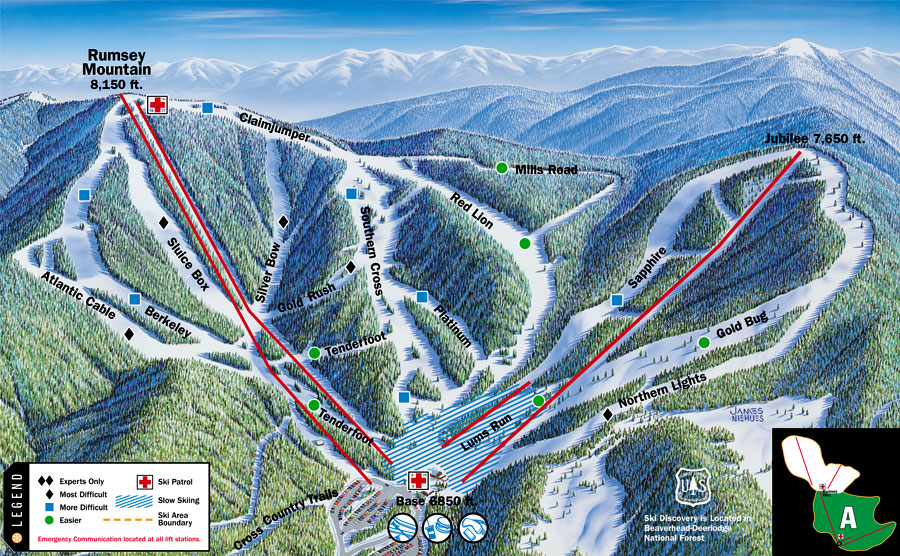 Rumsey
Mountain
8,150 ft.
Claimjumper
Jubilee 7,650 ft.
Mills Road
Red Lion
Southern Cross
Silver Bow
Sluice Box
Sapphire
Atlantic Cable
Gold Rush
Berkeley
Platinum
Gold Bug
Tenderfoot
Northern Lights
Tenderfoot
Lums Run
JAMES
NIEHUES
Base 6850 ft.
Cross Country Trails
LEGEND
Experts Only
Most Difficult
More Difficult
Easier
Ski Patrol
Slow Skiing
Ski Area
Boundary
Emergency Communication located at all lift stations.
UAS
Ski Discovery is Located in
Beaverhead-Deerlodge
National Forest
A